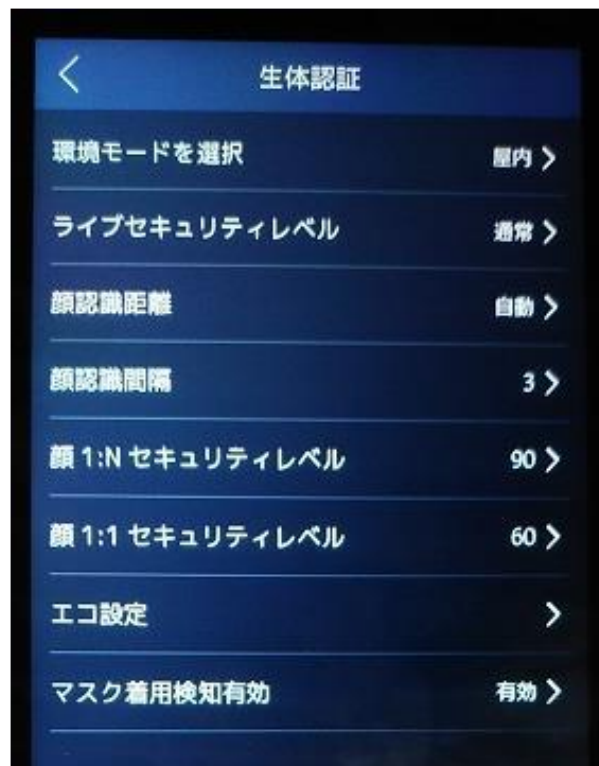 生体認証
環境モードを選択 屋内
ライブセキュリティレベル 通常
顔認識距離 自動
顔認識間隔 3
顔 1:N セキュリティレベル 90
顔 1:1 セキュリティレベル 60
エコ設定
マスク着用検知有効 有効